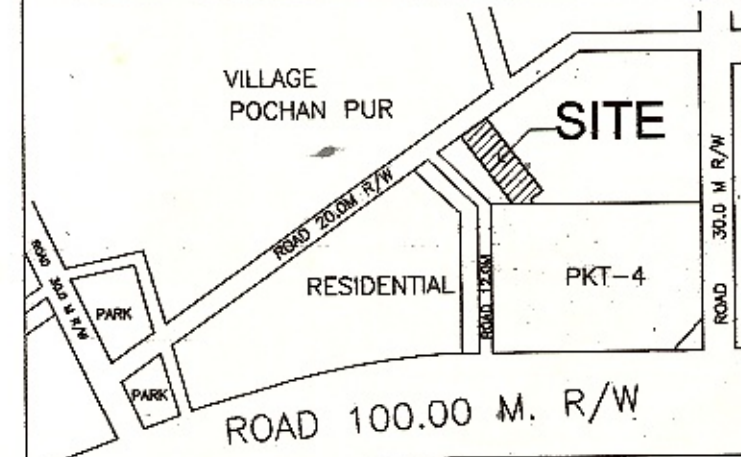 VILLAGE
POCHAN PUR
SITE
ROAD 20.0M R/W
ROAD 30.0 M R/W
ROAD 30.0 M R/W
RESIDENTIAL
ROAD 12.0M
PKT-4
PARK
PARK
ROAD 100.00 M. R/W